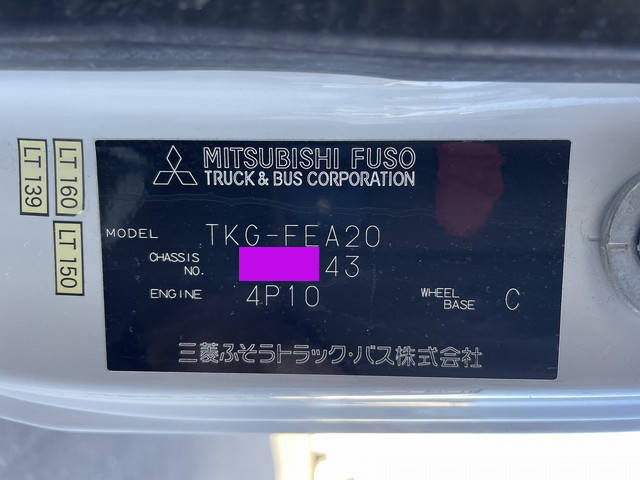 MITSUBISHI FUSO
TRUCK & BUS CORPORATION
MODEL TKG-FEA20
CHASSIS NO. 43
ENGINE 4P10
WHEEL BASE C
三菱ふそうトラック・バス株式会社
LT 139
LT 160
LT 150